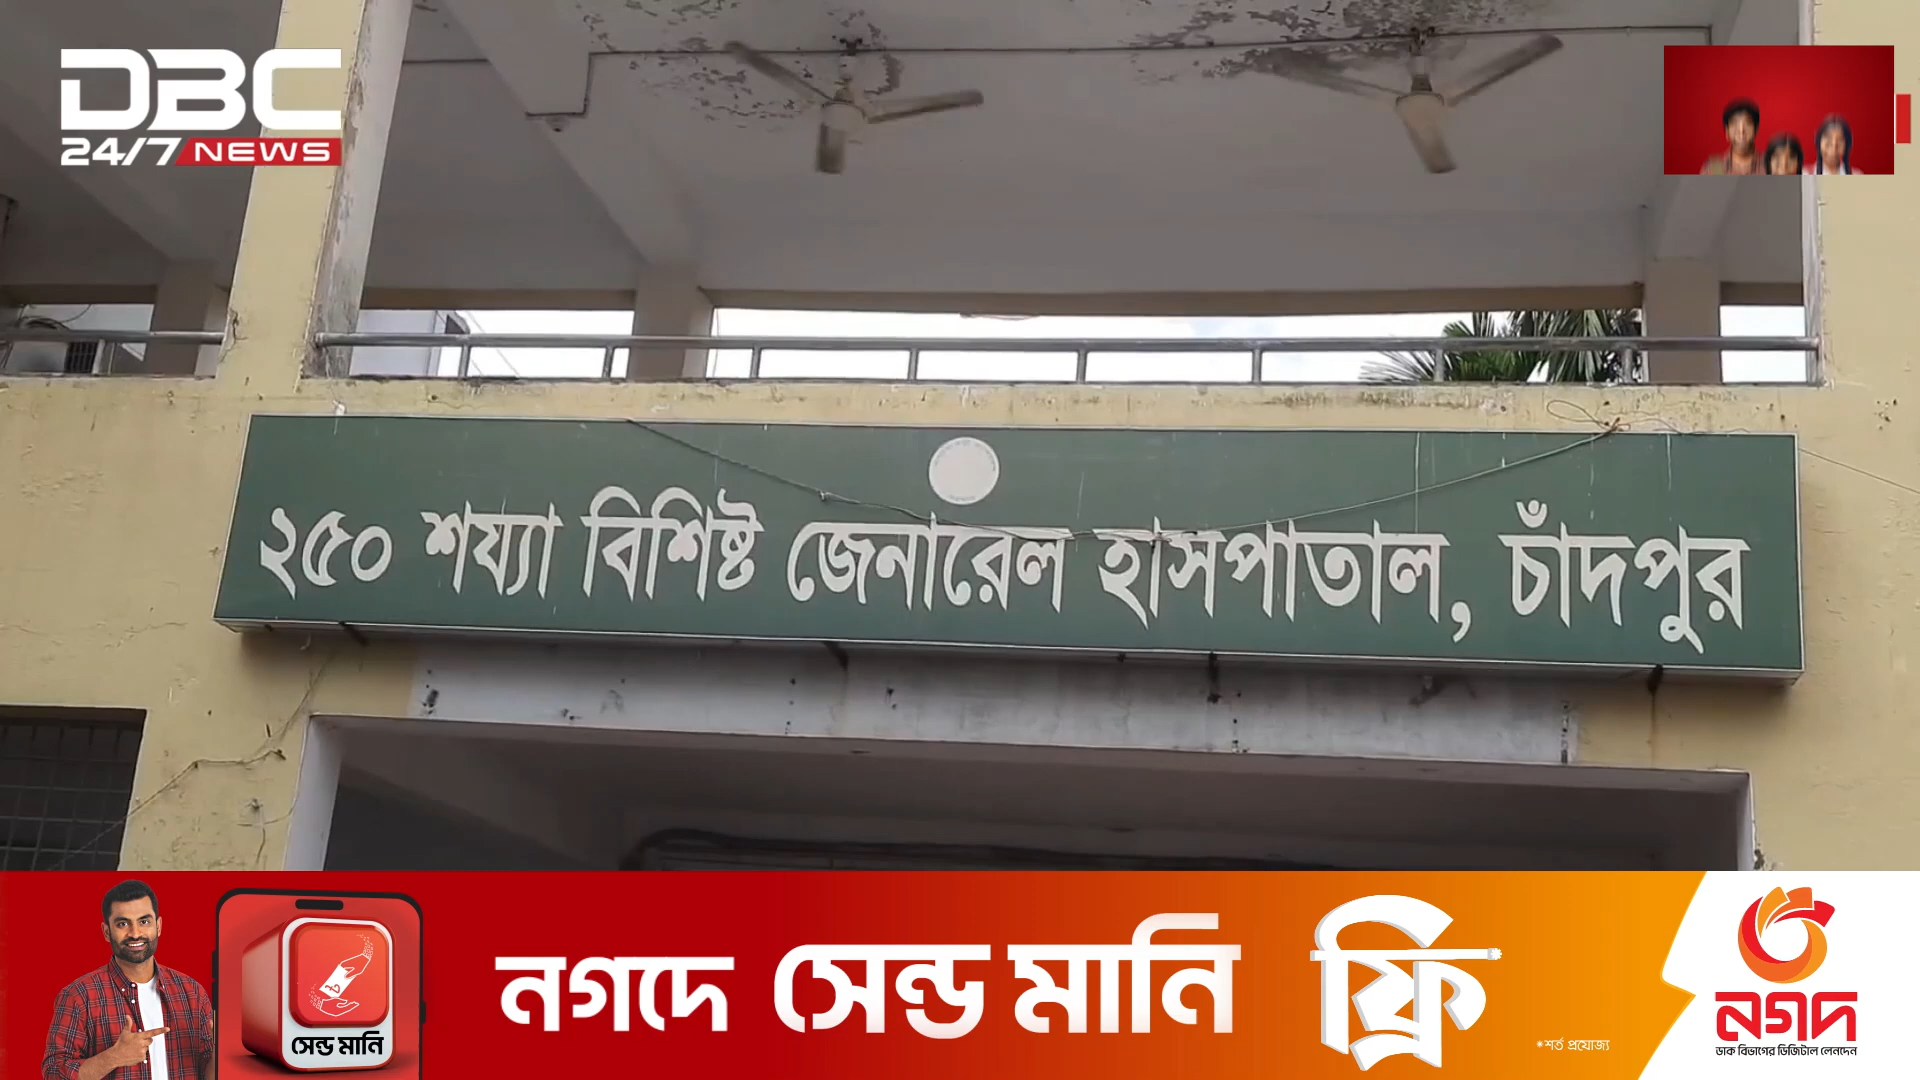 DBC
24/7 NEWS
২৫০ শয্যা বিশিষ্ট জেনারেল হাসপাতাল, চাঁদপুর
সেন্ড মানি
নগদে সেন্ড মানি ফ্রি
*শর্ত প্রযোজ্য
নগদ
ডাক বিভাগের ডিজিটাল লেনদেন